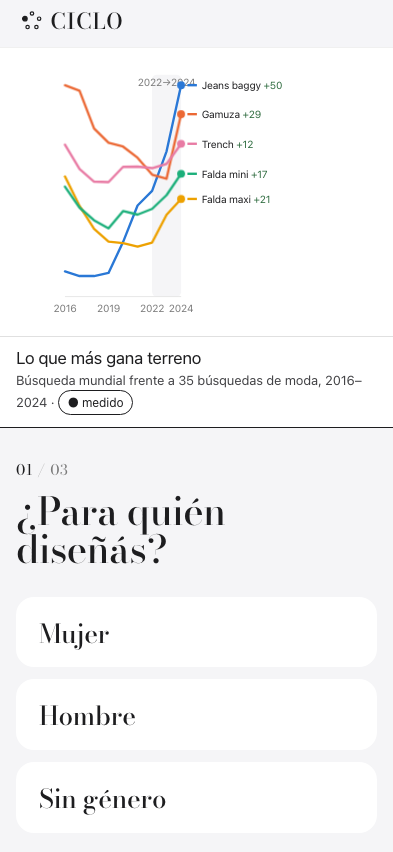 CICLO
2022→2024
Jeans baggy +50
Gamuza +29
Trench +12
Falda mini +17
Falda maxi +21
2016 2019 2022 2024
Lo que más gana terreno
Búsqueda mundial frente a 35 búsquedas de moda, 2016–
2024 · medido
01 / 03
¿Para quién
diseñás?
Mujer
Hombre
Sin género